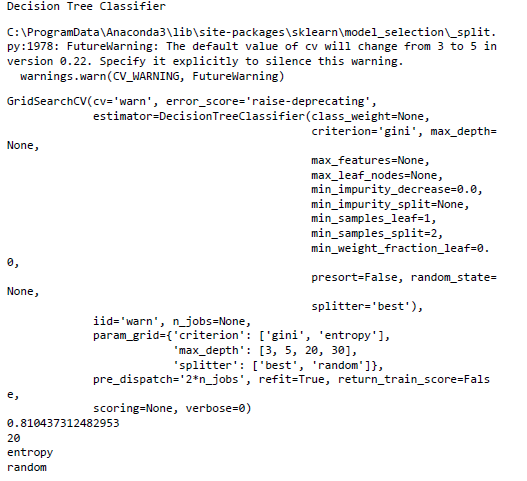 Decision Tree Classifier
C:\ProgramData\Anaconda3\lib\site-packages\sklearn\model_selection\_split.
py:1978: FutureWarning: The default value of cv will change from 3 to 5 in
version 0.22. Specify it explicitly to silence this warning.
  warnings.warn(CV_WARNING, FutureWarning)
GridSearchCV(cv='warn', error_score='raise-deprecating',
             estimator=DecisionTreeClassifier(class_weight=None,
                                              criterion='gini', max_depth=
None,
                                              max_features=None,
                                              max_leaf_nodes=None,
                                              min_impurity_decrease=0.0,
                                              min_impurity_split=None,
                                              min_samples_leaf=1,
                                              min_samples_split=2,
                                              min_weight_fraction_leaf=0.
0,
                                              presort=False, random_state=
None,
                                              splitter='best'),
             iid='warn', n_jobs=None,
             param_grid={'criterion': ['gini', 'entropy'],
                         'max_depth': [3, 5, 20, 30],
                         'splitter': ['best', 'random']},
             pre_dispatch='2*n_jobs', refit=True, return_train_score=Fals
e,
             scoring=None, verbose=0)
0.810437312482953
20
entropy
random